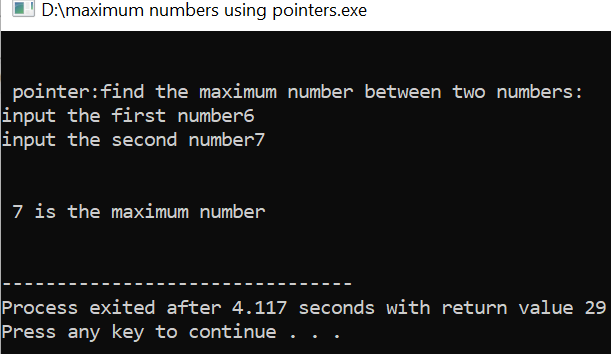 D:\maximum numbers using pointers.exe
pointer:find the maximum number between two numbers:
input the first number6
input the second number7
7 is the maximum number
--------------------------------
Process exited after 4.117 seconds with return value 29
Press any key to continue . . .